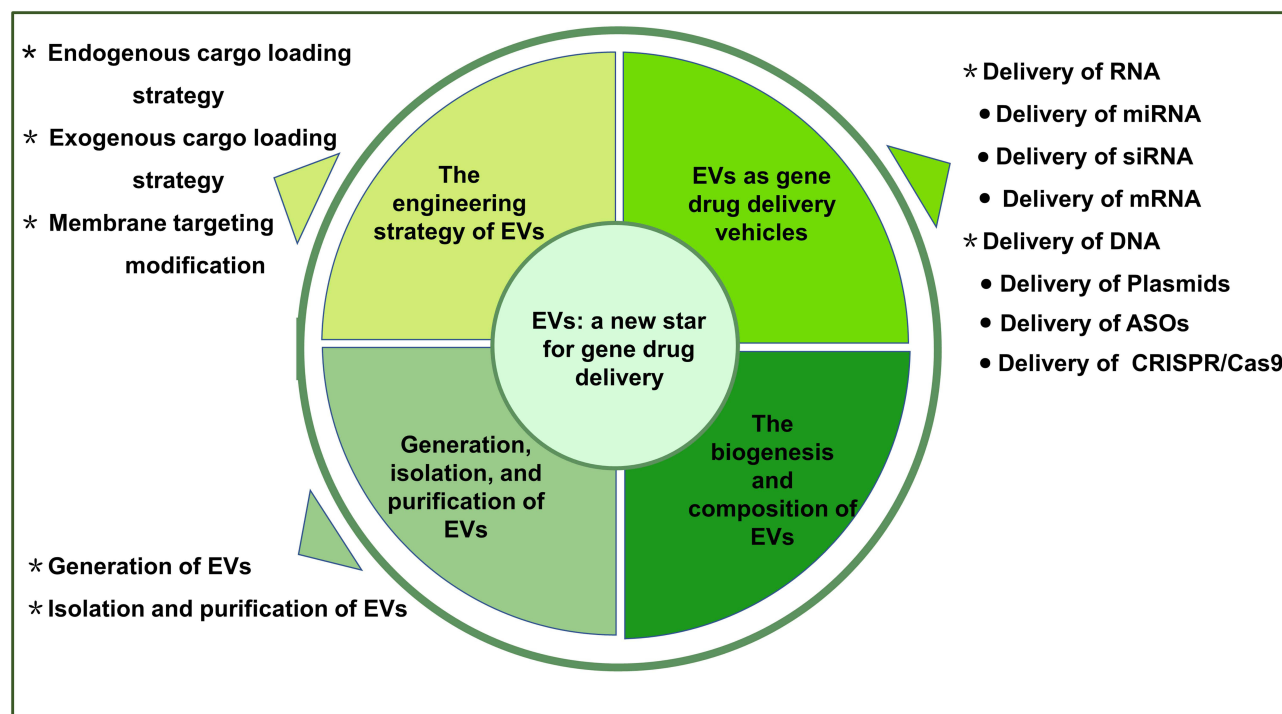 * Endogenous cargo loading
strategy
* Exogenous cargo loading
strategy
* Membrane targeting
modification
The
engineering
strategy of EVs
EVs as gene
drug delivery
vehicles
* Delivery of RNA
• Delivery of miRNA
• Delivery of siRNA
• Delivery of mRNA
* Delivery of DNA
• Delivery of Plasmids
• Delivery of ASOs
• Delivery of CRISPR/Cas9
EVs: a new star
for gene drug
delivery
Generation,
isolation, and
purification of
EVs
The
biogenesis
and
composition of
EVs
* Generation of EVs
* Isolation and purification of EVs